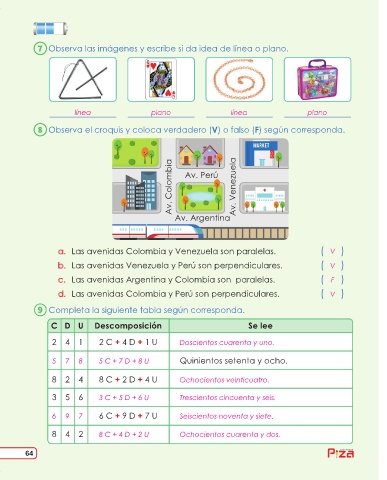 7 Observa las imágenes y escribe si da idea de línea o plano.
línea plano línea plano
8 Observa el croquis y coloca verdadero (V) o falso (F) según corresponda.
MARKET
Av. Perú
Av. Colombia
Av. Venezuela
Av. Argentina
a. Las avenidas Colombia y Venezuela son paralelas. ( V )
b. Las avenidas Venezuela y Perú son perpendiculares. ( V )
c. Las avenidas Argentina y Colombia son paralelas. ( F )
d. Las avenidas Colombia y Perú son perpendiculares. ( V )
9 Completa la siguiente tabla según corresponda.
C D U Descomposición Se lee
2 4 1 2 C + 4 D + 1 U Doscientos cuarenta y uno.
5 7 8 5 C + 7 D + 8 U Quinientos setenta y ocho.
8 2 4 8 C + 2 D + 4 U Ochocientos veinticuatro.
3 5 6 3 C + 5 D + 6 U Trescientos cincuenta y seis.
6 9 7 6 C + 9 D + 7 U Seiscientos noventa y siete.
8 4 2 8 C + 4 D + 2 U Ochocientos cuarenta y dos.
64